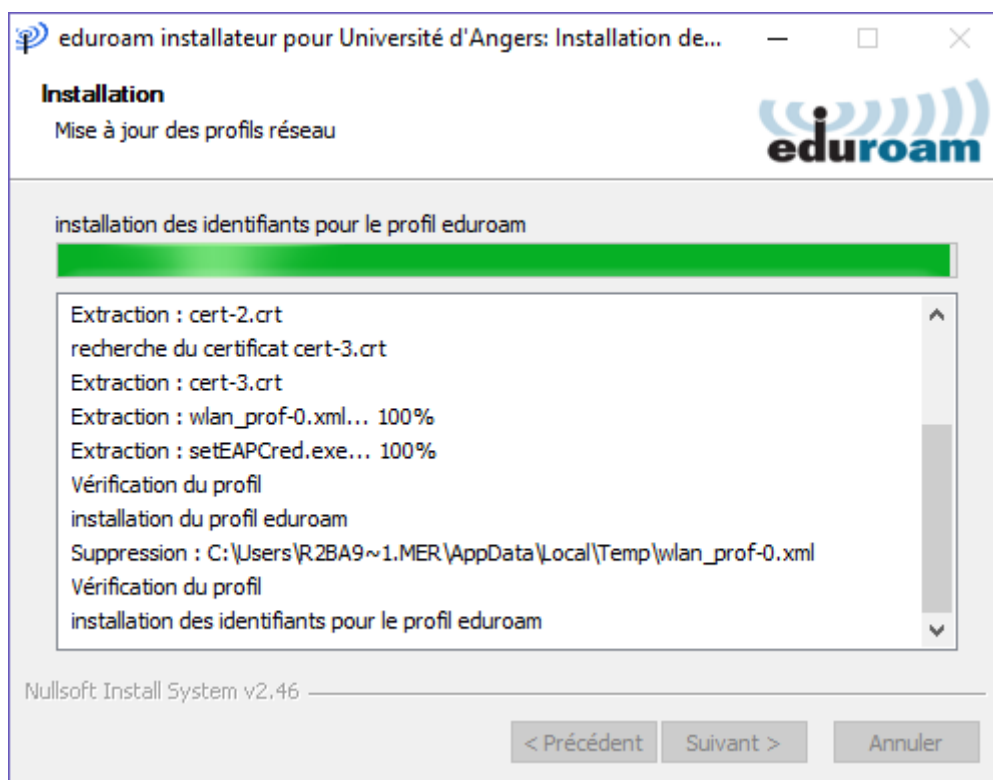 eduroam installateur pour Université d'Angers: Installation de...
Installation
Mise à jour des profils réseau
eduroam
installation des identifiants pour le profil eduroam
Extraction : cert-2.crt
recherche du certificat cert-3.crt
Extraction : cert-3.crt
Extraction : wlan_prof-0.xml... 100%
Extraction : setEAPCred.exe... 100%
Vérification du profil
installation du profil eduroam
Suppression : C:\Users\R2BA9~1.MER\AppData\Local\Temp\wlan_prof-0.xml
Vérification du profil
installation des identifiants pour le profil eduroam
Nullsoft Install System v2.46
< Précédent Suivant > Annuler